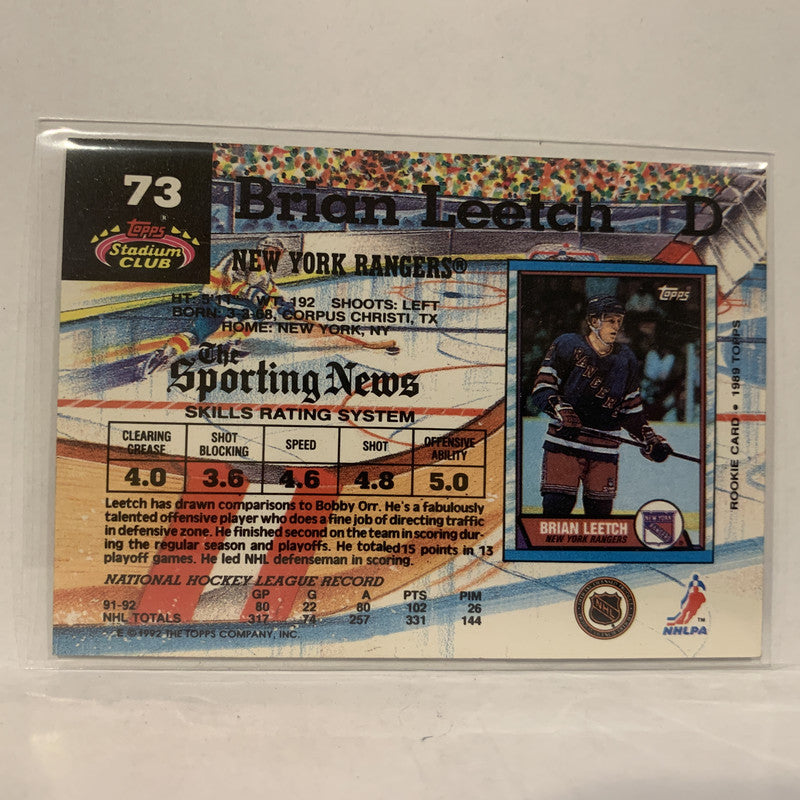 73
Topps
Stadium
CLUB
Brian Leetch D
NEW YORK RANGERS®
HT: 5'11" WT: 192 SHOOTS: LEFT
BORN: 3-3-68, CORPUS CHRISTI, TX
HOME: NEW YORK, NY
The
Sporting News
SKILLS RATING SYSTEM
CLEARING CREASE SHOT BLOCKING SPEED SHOT OFFENSIVE ABILITY
4.0 3.6 4.6 4.8 5.0
Leetch has drawn comparisons to Bobby Orr. He's a fabulously
talented offensive player who does a fine job of directing traffic
in defensive zone. He finished second on the team in scoring dur-
ing the regular season and playoffs. He totaled 15 points in 13
playoff games. He led NHL defenseman in scoring.
NATIONAL HOCKEY LEAGUE RECORD
GP G A PTS PIM
91-92 80 22 80 102 26
NHL TOTALS 317 74 257 331 144
E © 1992 THE TOPPS COMPANY, INC.
Topps
RANGERS
BRIAN LEETCH
NEW YORK RANGERS
ROOKIE CARD • 1989 TOPPS
NHL
NHLPA
TM